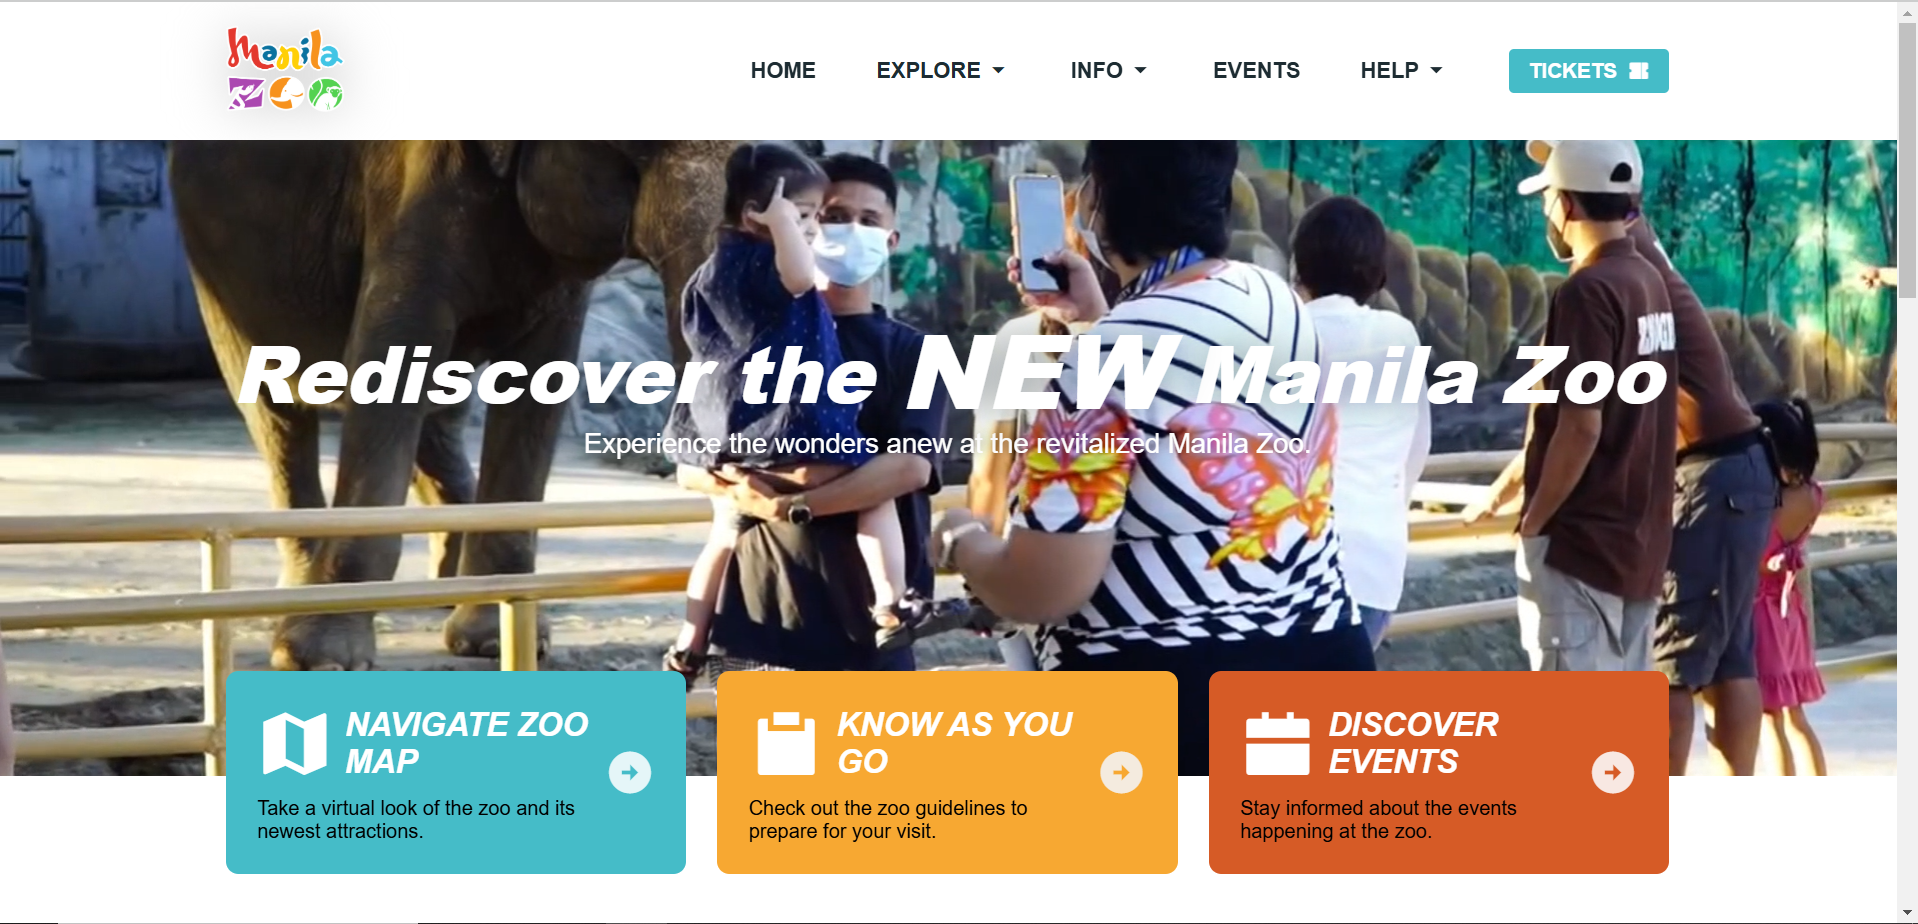 manila
ZOO
HOME
EXPLORE
INFO
EVENTS
HELP
TICKETS
Rediscover the NEW Manila Zoo
Experience the wonders anew at the revitalized Manila Zoo.
NAVIGATE ZOO
MAP
Take a virtual look of the zoo and its
newest attractions.
KNOW AS YOU
GO
Check out the zoo guidelines to
prepare for your visit.
DISCOVER
EVENTS
Stay informed about the events
happening at the zoo.